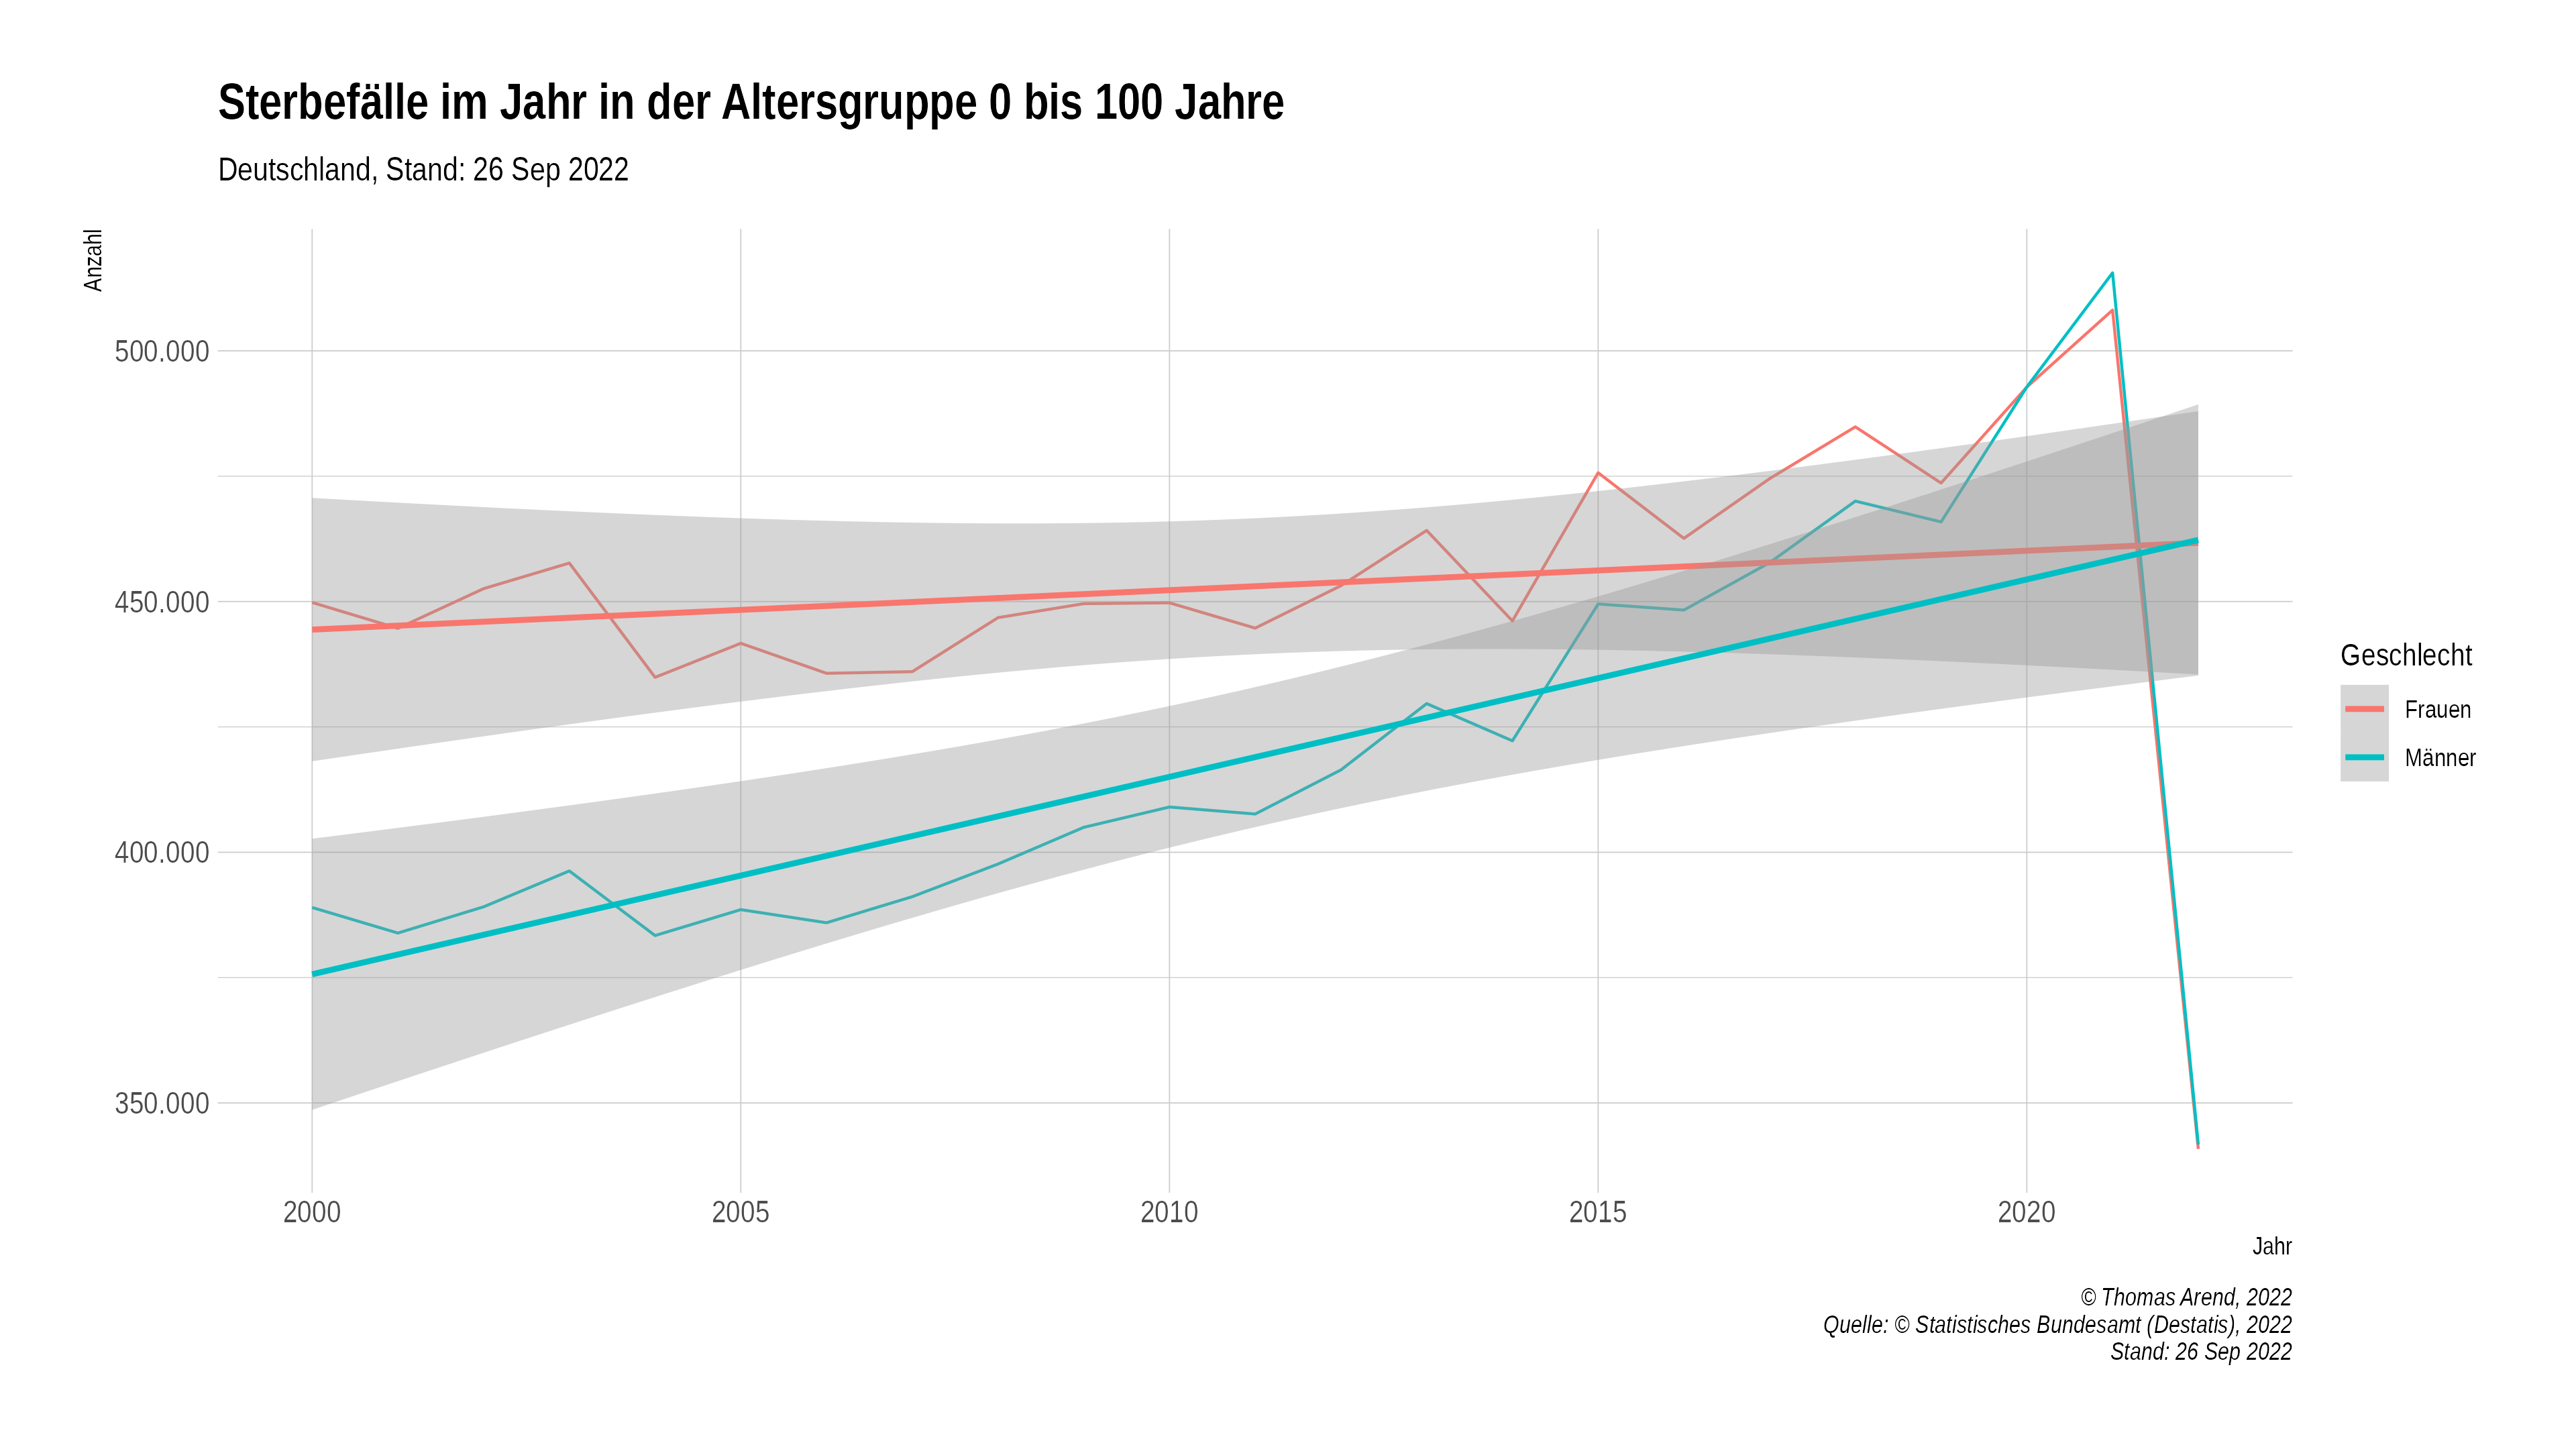 Sterbefälle im Jahr in der Altersgruppe 0 bis 100 Jahre
Deutschland, Stand: 26 Sep 2022
Anzahl
500.000
450.000
400.000
350.000
2000 2005 2010 2015 2020
Jahr
Geschlecht
Frauen
Männer
© Thomas Arend, 2022
Quelle: © Statistisches Bundesamt (Destatis), 2022
Stand: 26 Sep 2022